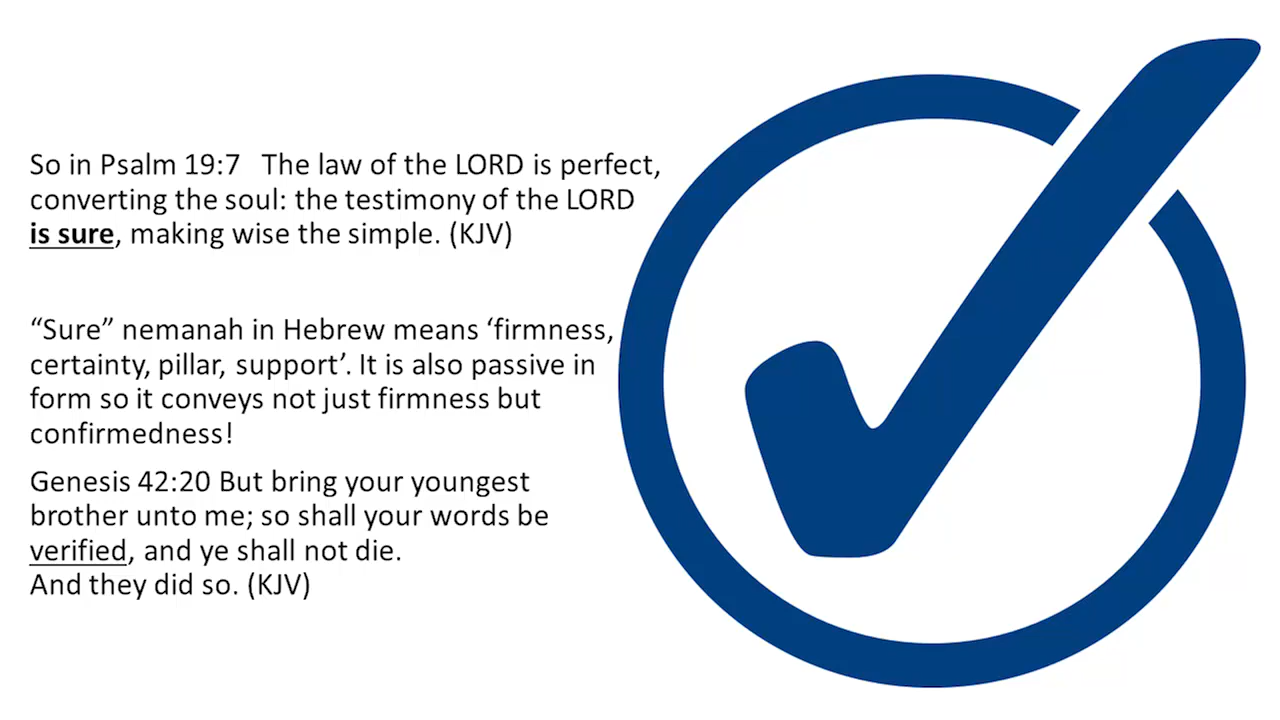 So in Psalm 19:7   The law of the LORD is perfect,
converting the soul: the testimony of the LORD
is sure, making wise the simple. (KJV)
“Sure” nemanah in Hebrew means ‘firmness,
certainty, pillar, support’. It is also passive in
form so it conveys not just firmness but
confirmedness!
Genesis 42:20 But bring your youngest
brother unto me; so shall your words be
verified, and ye shall not die.
And they did so. (KJV)